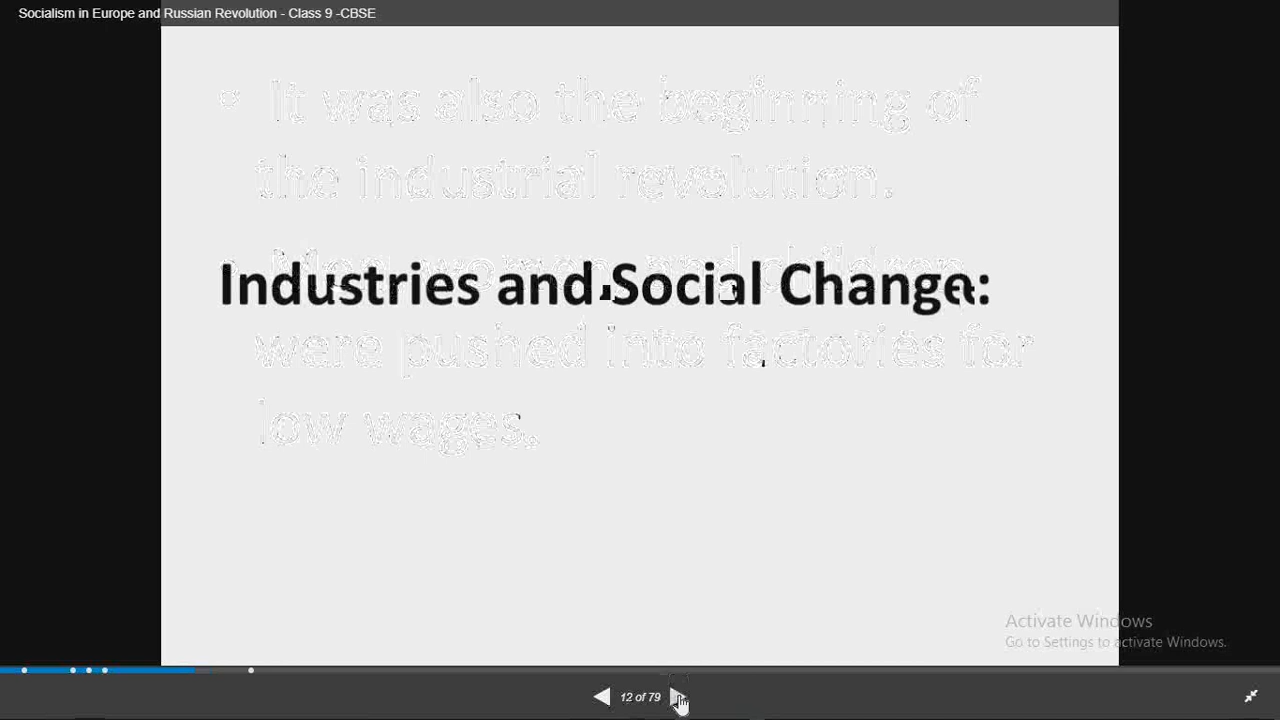 Socialism in Europe and Russian Revolution - Class 9 -CBSE
It was also the beginning of
the industrial revolution.
Men, women and children
Industries and Social Change:
were pushed into factories for
low wages.
Activate Windows
Go to Settings to activate Windows.
12 of 79